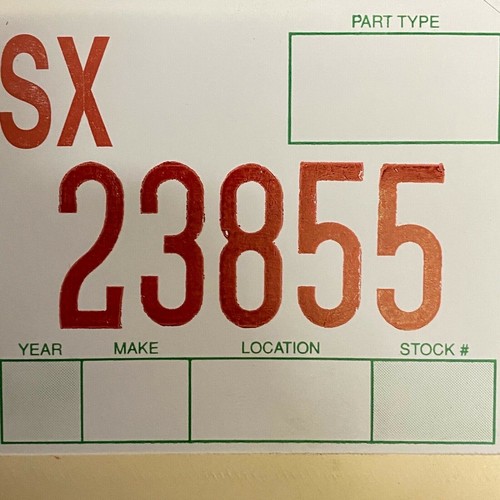 PART TYPE
SX
23855
YEAR MAKE LOCATION STOCK #